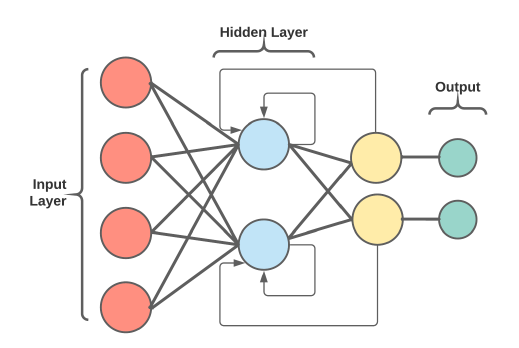 Hidden Layer
Output
Input
Layer